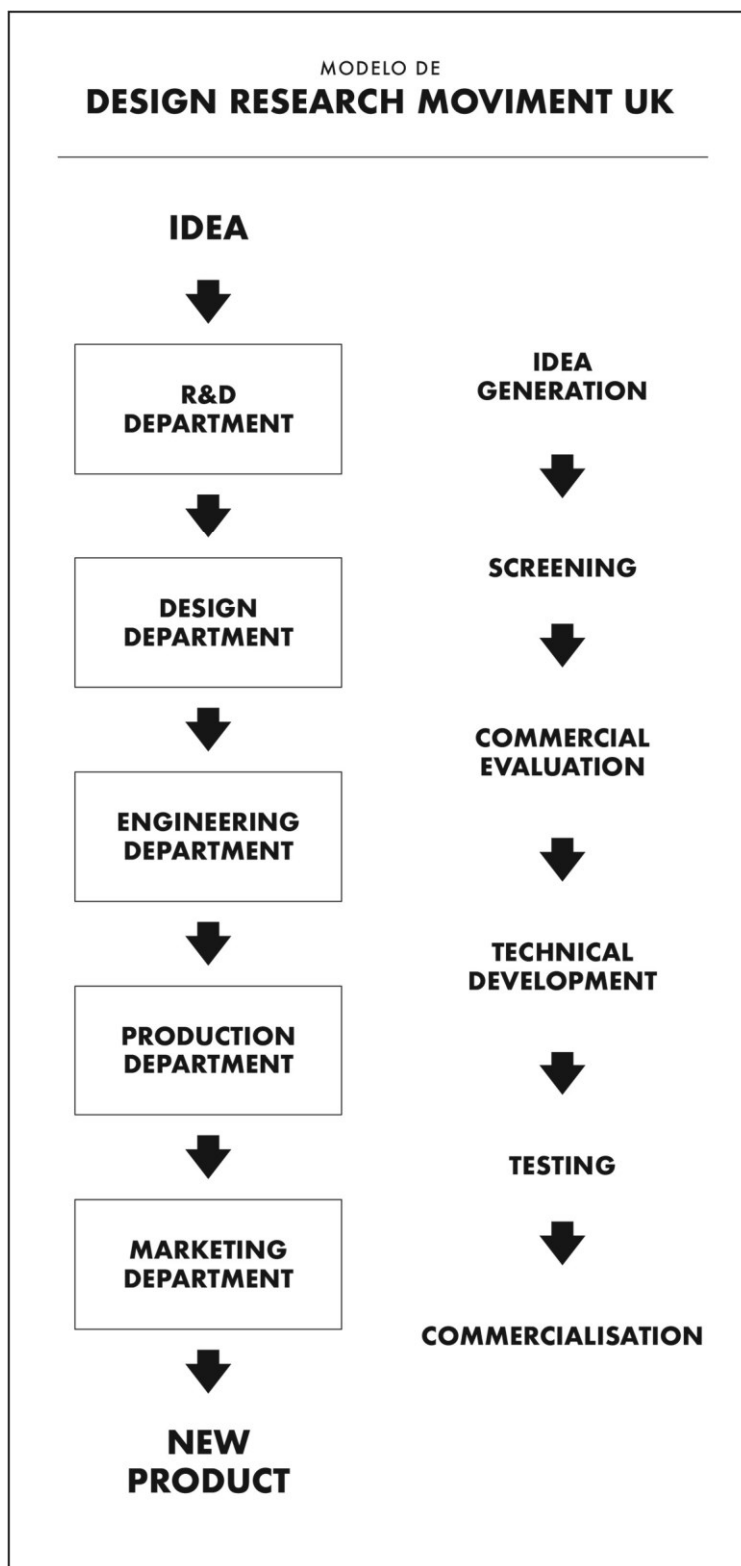 MODELO DE
DESIGN RESEARCH MOVIMENT UK
IDEA
R&D
DEPARTMENT
DESIGN
DEPARTMENT
ENGINEERING
DEPARTMENT
PRODUCTION
DEPARTMENT
MARKETING
DEPARTMENT
NEW
PRODUCT
IDEA
GENERATION
SCREENING
COMMERCIAL
EVALUATION
TECHNICAL
DEVELOPMENT
TESTING
COMMERCIALISATION